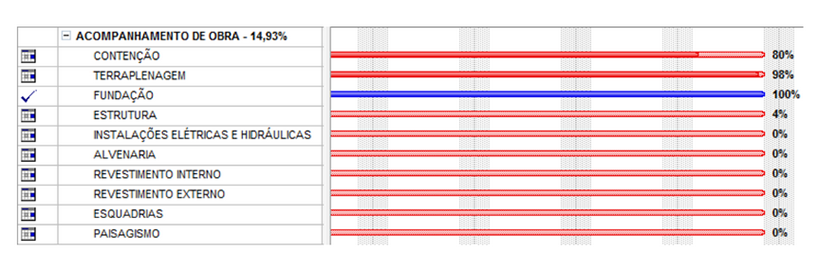 ACOMPANHAMENTO DE OBRA - 14,93%
CONTENÇÃO 80%
TERRAPLENAGEM 98%
FUNDAÇÃO 100%
ESTRUTURA 4%
INSTALAÇÕES ELÉTRICAS E HIDRÁULICAS 0%
ALVENARIA 0%
REVESTIMENTO INTERNO 0%
REVESTIMENTO EXTERNO 0%
ESQUADRIAS 0%
PAISAGISMO 0%